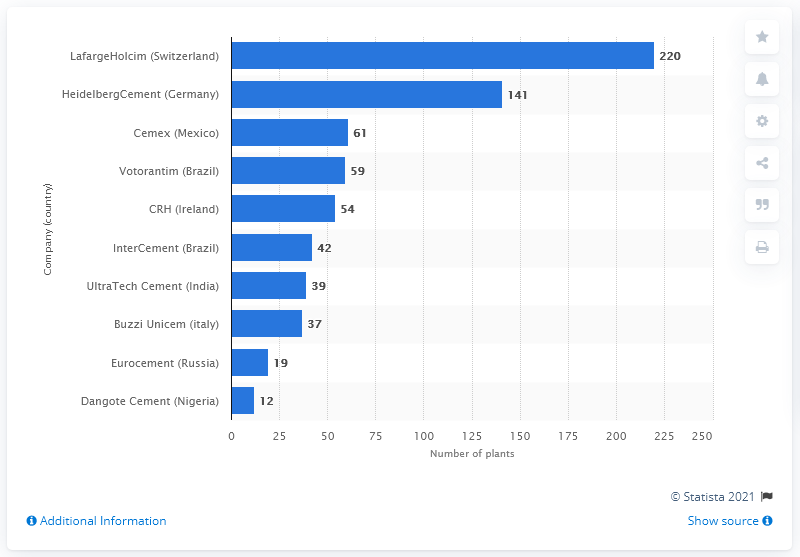 LafargeHolcim (Switzerland) 220
HeidelbergCement (Germany) 141
Cemex (Mexico) 61
Votorantim (Brazil) 59
CRH (Ireland) 54
InterCement (Brazil) 42
UltraTech Cement (India) 39
Buzzi Unicem (italy) 37
Eurocement (Russia) 19
Dangote Cement (Nigeria) 12
Company (country)
0 25 50 75 100 125 150 175 200 225 250
Number of plants
© Statista 2021
Additional Information Show source